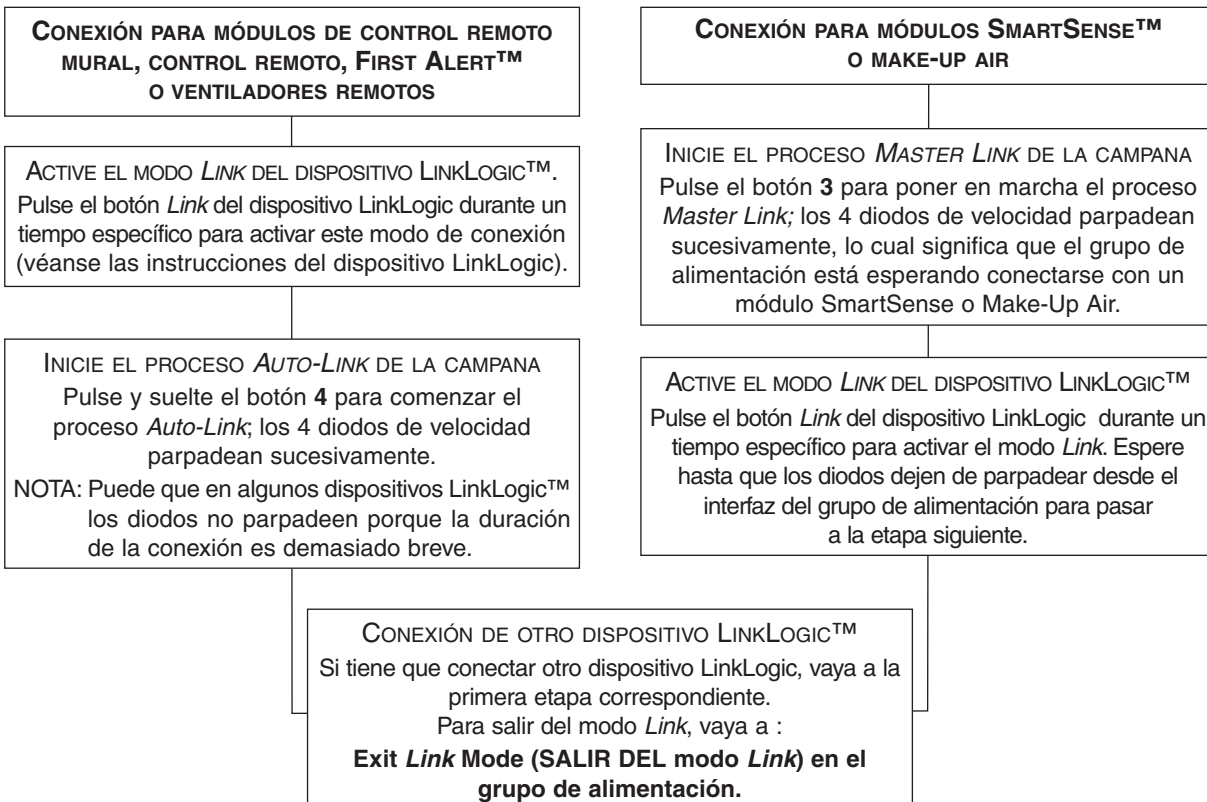 CONEXIÓN PARA MÓDULOS DE CONTROL REMOTO
MURAL, CONTROL REMOTO, FIRST ALERT™
O VENTILADORES REMOTOS
ACTIVE EL MODO LINK DEL DISPOSITIVO LINKLOGIC™.
Pulse el botón Link del dispositivo LinkLogic durante un
tiempo específico para activar este modo de conexión
(véanse las instrucciones del dispositivo LinkLogic).
INICIE EL PROCESO AUTO-LINK DE LA CAMPANA
Pulse y suelte el botón 4 para comenzar el
proceso Auto-Link; los 4 diodos de velocidad
parpadean sucesivamente.
NOTA: Puede que en algunos dispositivos LinkLogic™
los diodos no parpadeen porque la duración
de la conexión es demasiado breve.
CONEXIÓN PARA MÓDULOS SMARTSENSE™
O MAKE-UP AIR
INICIE EL PROCESO MASTER LINK DE LA CAMPANA
Pulse el botón 3 para poner en marcha el proceso
Master Link; los 4 diodos de velocidad parpadean
sucesivamente, lo cual significa que el grupo de
alimentación está esperando conectarse con un
módulo SmartSense o Make-Up Air.
ACTIVE EL MODO LINK DEL DISPOSITIVO LINKLOGIC™
Pulse el botón Link del dispositivo LinkLogic durante un
tiempo específico para activar el modo Link. Espere
hasta que los diodos dejen de parpadear desde el
interfaz del grupo de alimentación para pasar
a la etapa siguiente.
CONEXIÓN DE OTRO DISPOSITIVO LINKLOGIC™
Si tiene que conectar otro dispositivo LinkLogic, vaya a la
primera etapa correspondiente.
Para salir del modo Link, vaya a :
Exit Link Mode (SALIR DEL modo Link) en el
grupo de alimentación.